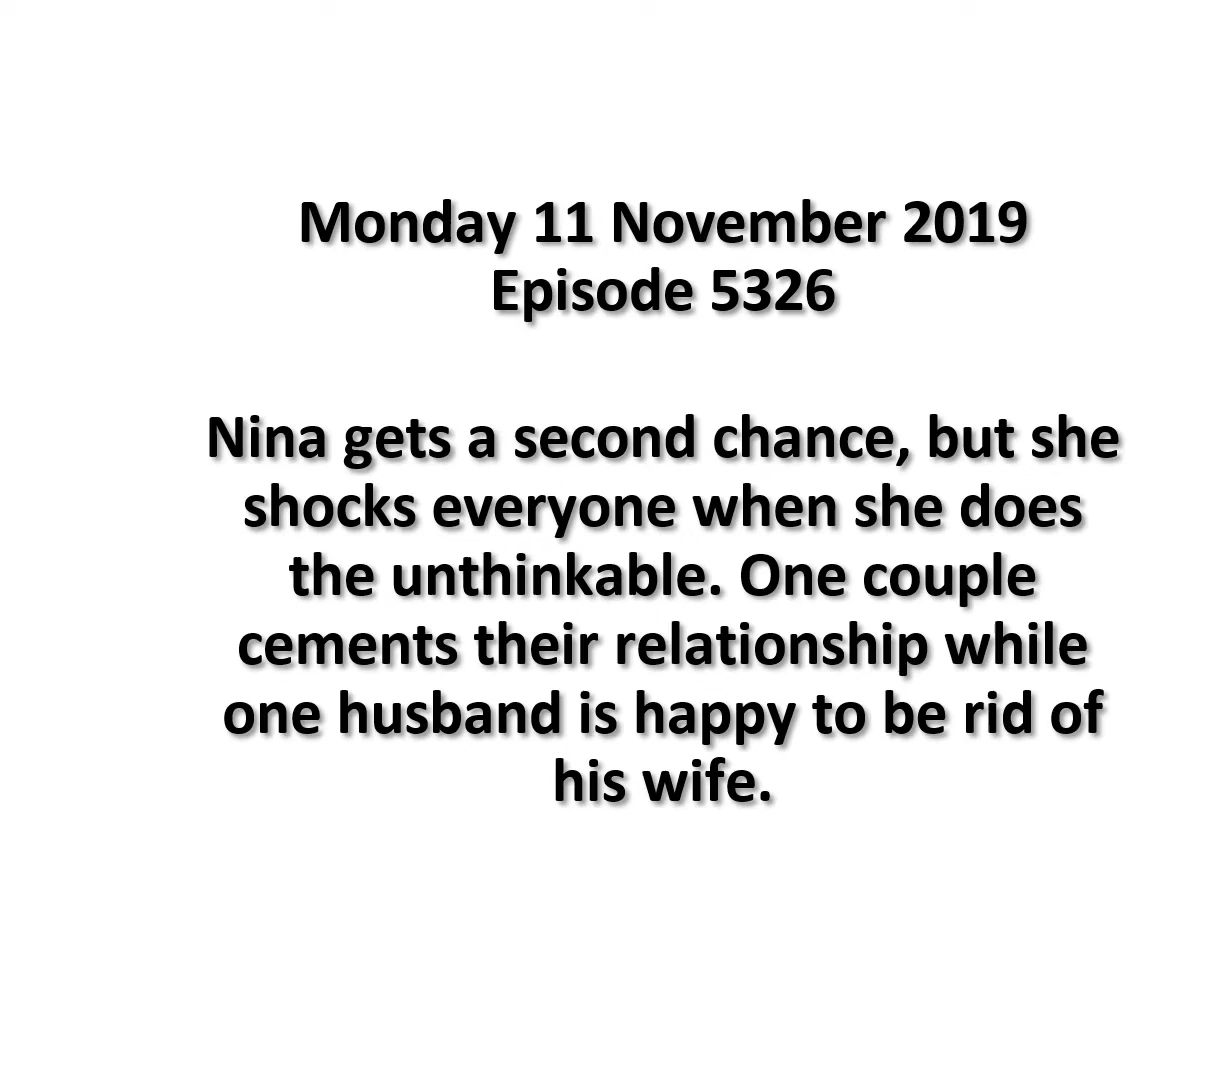 Monday 11 November 2019
Episode 5326
Nina gets a second chance, but she
shocks everyone when she does
the unthinkable. One couple
cements their relationship while
one husband is happy to be rid of
his wife.